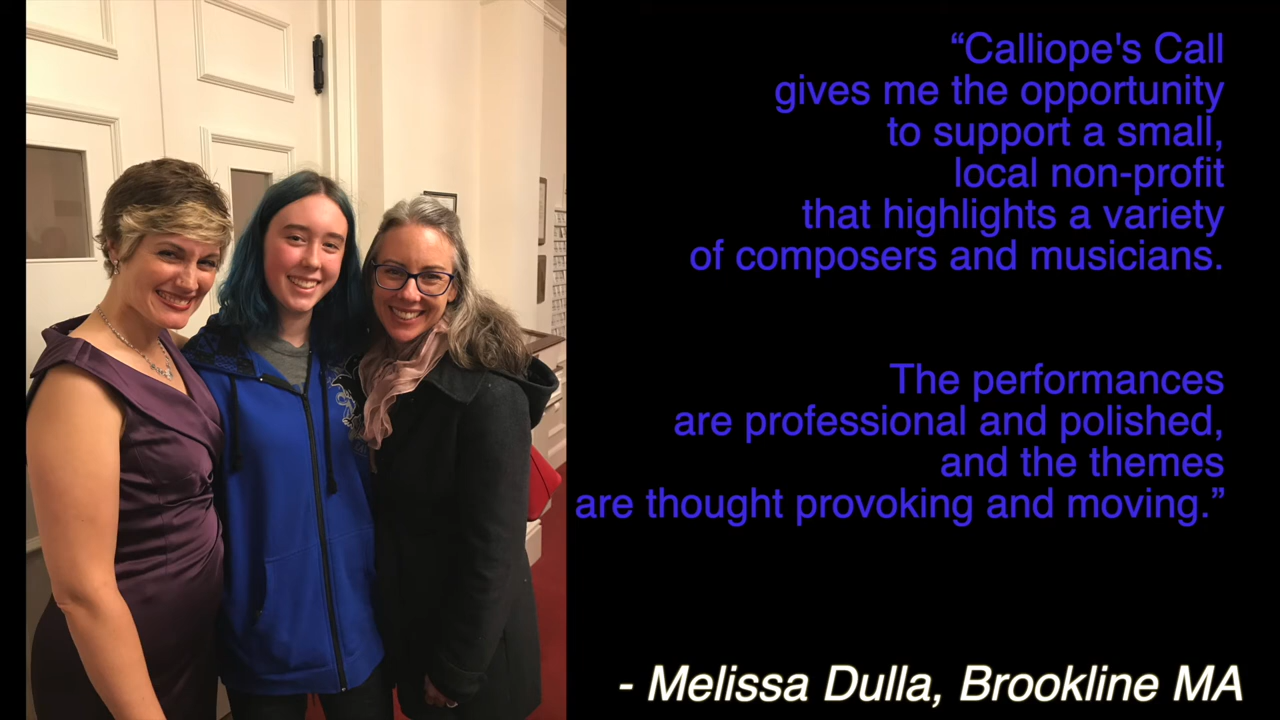 “Calliope's Call
gives me the opportunity
to support a small,
local non-profit
that highlights a variety
of composers and musicians.
The performances
are professional and polished,
and the themes
are thought provoking and moving.”
- Melissa Dulla, Brookline MA